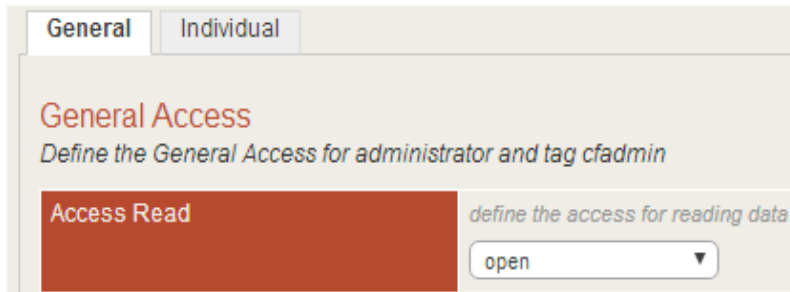 General Individual
General Access
Define the General Access for administrator and tag cfadmin
Access Read
define the access for reading data
open